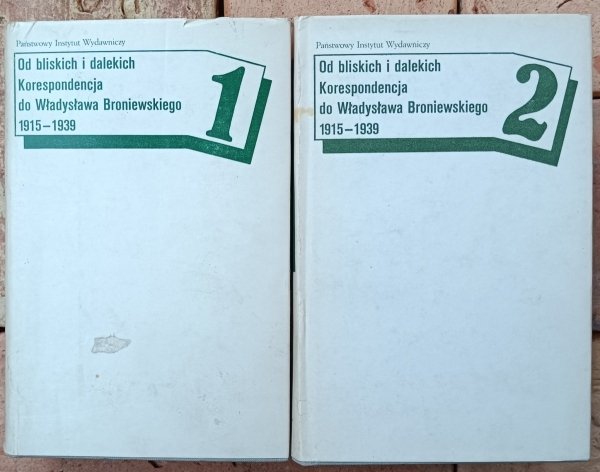 Państwowy Instytut Wydawniczy
Od bliskich i dalekich
Korespondencja
do Władysława Broniewskiego
1915–1939
1
Państwowy Instytut Wydawniczy
Od bliskich i dalekich
Korespondencja
do Władysława Broniewskiego
1915–1939
2